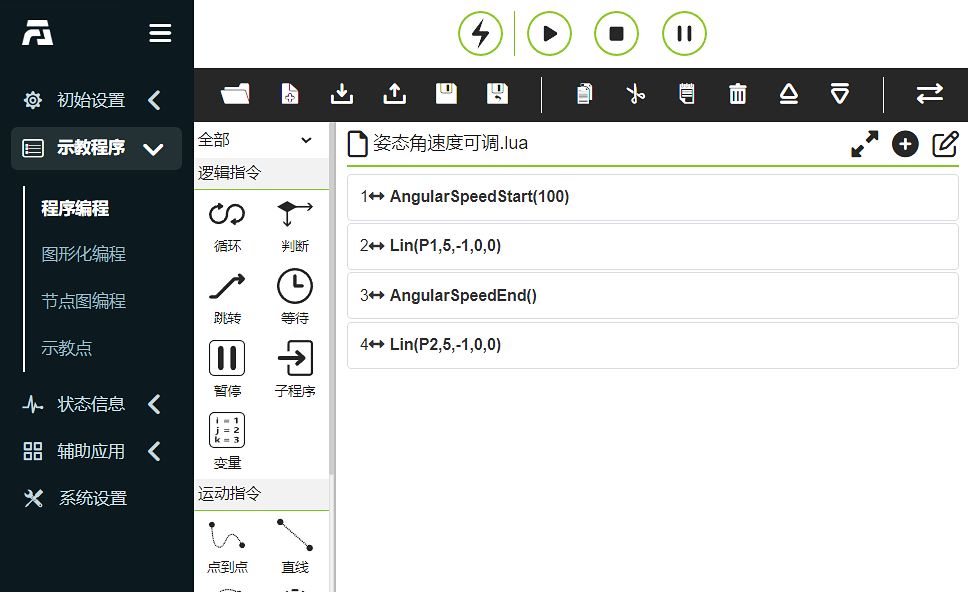 初始设置
示教程序
程序编程
图形化编程
节点图编程
示教点
状态信息
辅助应用
系统设置
全部
逻辑指令
循环
判断
跳转
等待
暂停
子程序
i = 1
j = 2
k = 3
变量
运动指令
点到点
直线
姿态角速度可调.lua
1 AngularSpeedStart(100)
2 Lin(P1,5,-1,0,0)
3 AngularSpeedEnd()
4 Lin(P2,5,-1,0,0)